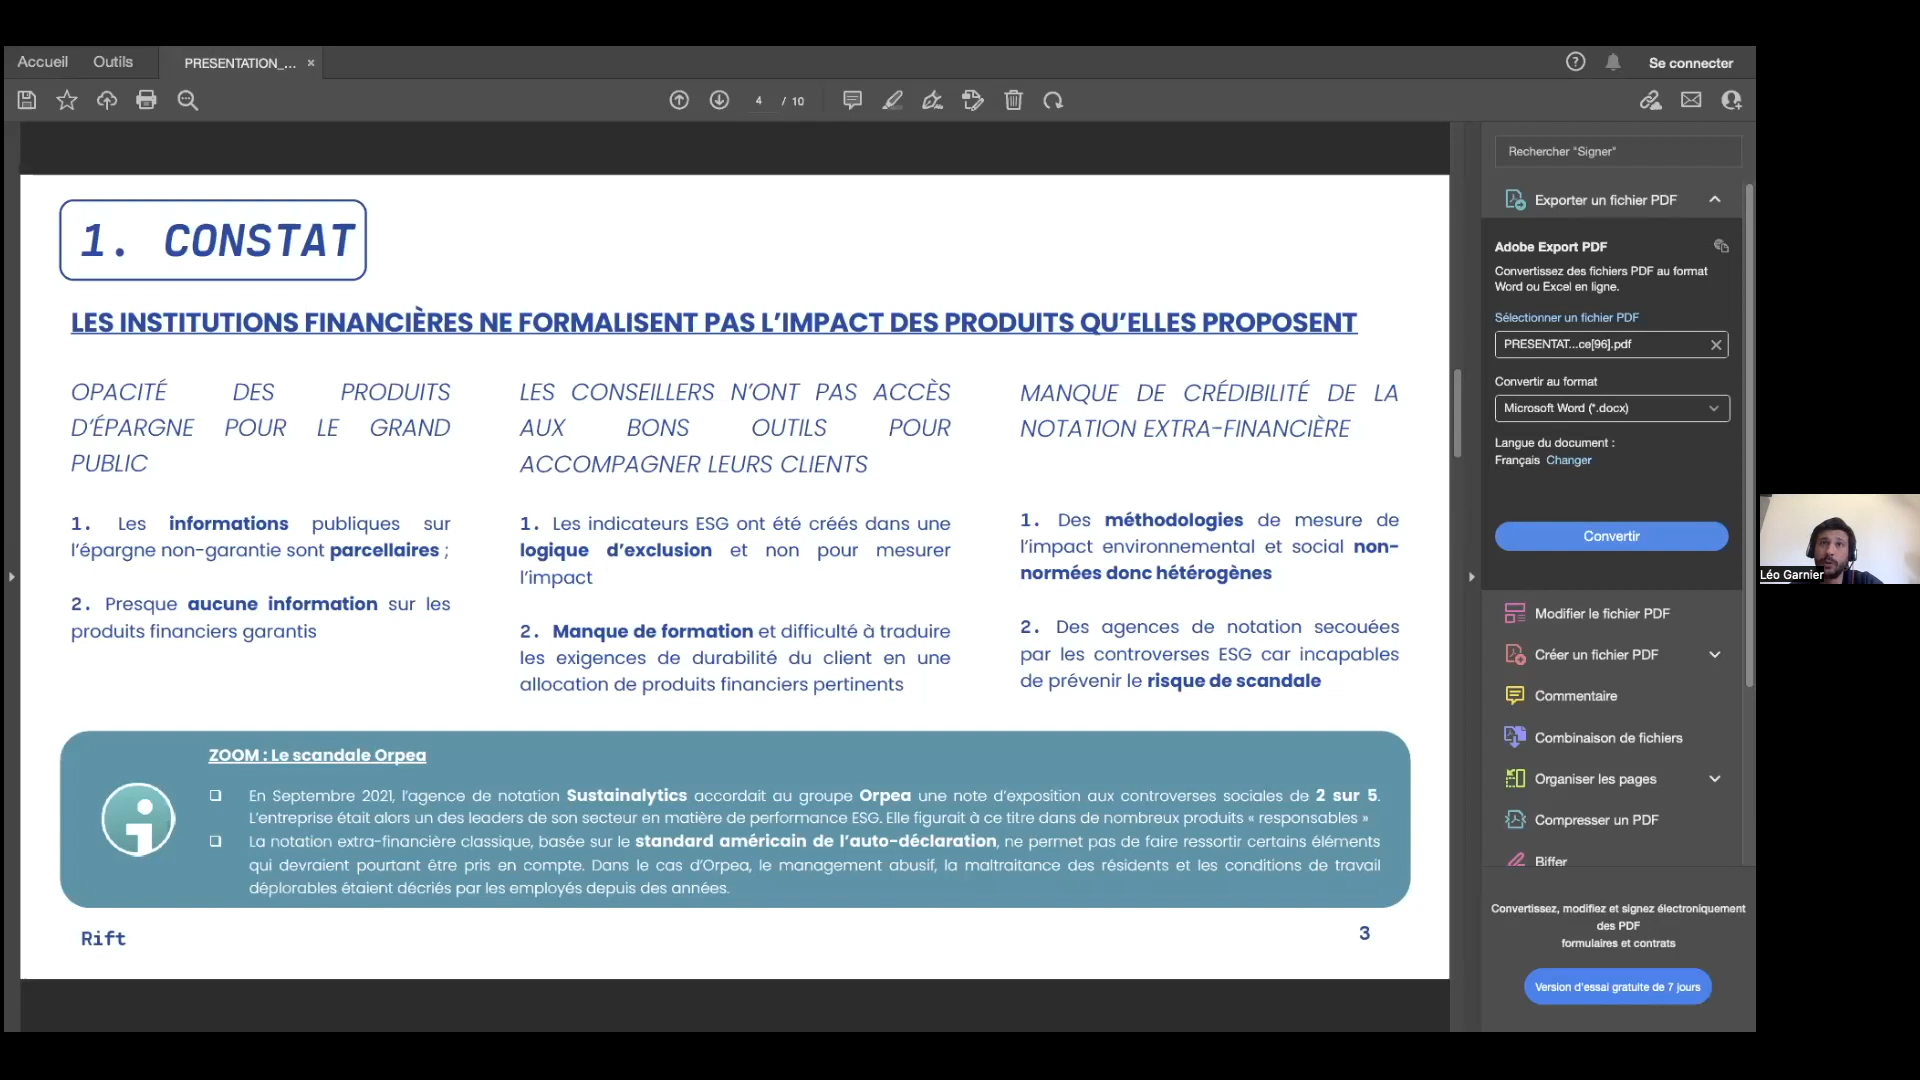 Accueil
Outils
PRESENTATION_... ×
Se connecter
4 / 10
1. CONSTAT
LES INSTITUTIONS FINANCIÈRES NE FORMALISENT PAS L'IMPACT DES PRODUITS QU'ELLES PROPOSENT
OPACITÉ DES PRODUITS
D'ÉPARGNE POUR LE GRAND
PUBLIC
1. Les informations publiques sur
l'épargne non-garantie sont parcellaires ;
2. Presque aucune information sur les
produits financiers garantis
LES CONSEILLERS N'ONT PAS ACCÈS
AUX BONS OUTILS POUR
ACCOMPAGNER LEURS CLIENTS
1. Les indicateurs ESG ont été créés dans une
logique d'exclusion et non pour mesurer
l'impact
2. Manque de formation et difficulté à traduire
les exigences de durabilité du client en une
allocation de produits financiers pertinents
MANQUE DE CRÉDIBILITÉ DE LA
NOTATION EXTRA-FINANCIÈRE
1. Des méthodologies de mesure de
l'impact environnemental et social non-
normées donc hétérogènes
2. Des agences de notation secouées
par les controverses ESG car incapables
de prévenir le risque de scandale
ZOOM : Le scandale Orpea
❑ En Septembre 2021, l'agence de notation Sustainalytics accordait au groupe Orpea une note d'exposition aux controverses sociales de 2 sur 5.
L'entreprise était alors un des leaders de son secteur en matière de performance ESG. Elle figurait à ce titre dans de nombreux produits « responsables »
❑ La notation extra-financière classique, basée sur le standard américain de l'auto-déclaration, ne permet pas de faire ressortir certains éléments
qui devraient pourtant être pris en compte. Dans le cas d'Orpea, le management abusif, la maltraitance des résidents et les conditions de travail
déplorables étaient décriés par les employés depuis des années.
Rift
3
Rechercher "Signer"
Exporter un fichier PDF
Adobe Export PDF
Convertissez des fichiers PDF au format
Word ou Excel en ligne.
Sélectionner un fichier PDF
PRESENTAT...ce[96].pdf
Convertir au format
Microsoft Word (*.docx)
Langue du document :
Français Changer
Convertir
Modifier le fichier PDF
Créer un fichier PDF
Commentaire
Combinaison de fichiers
Organiser les pages
Compresser un PDF
Biffer
Convertissez, modifiez et signez électroniquement
des PDF
formulaires et contrats
Version d'essai gratuite de 7 jours
Léo Garnier